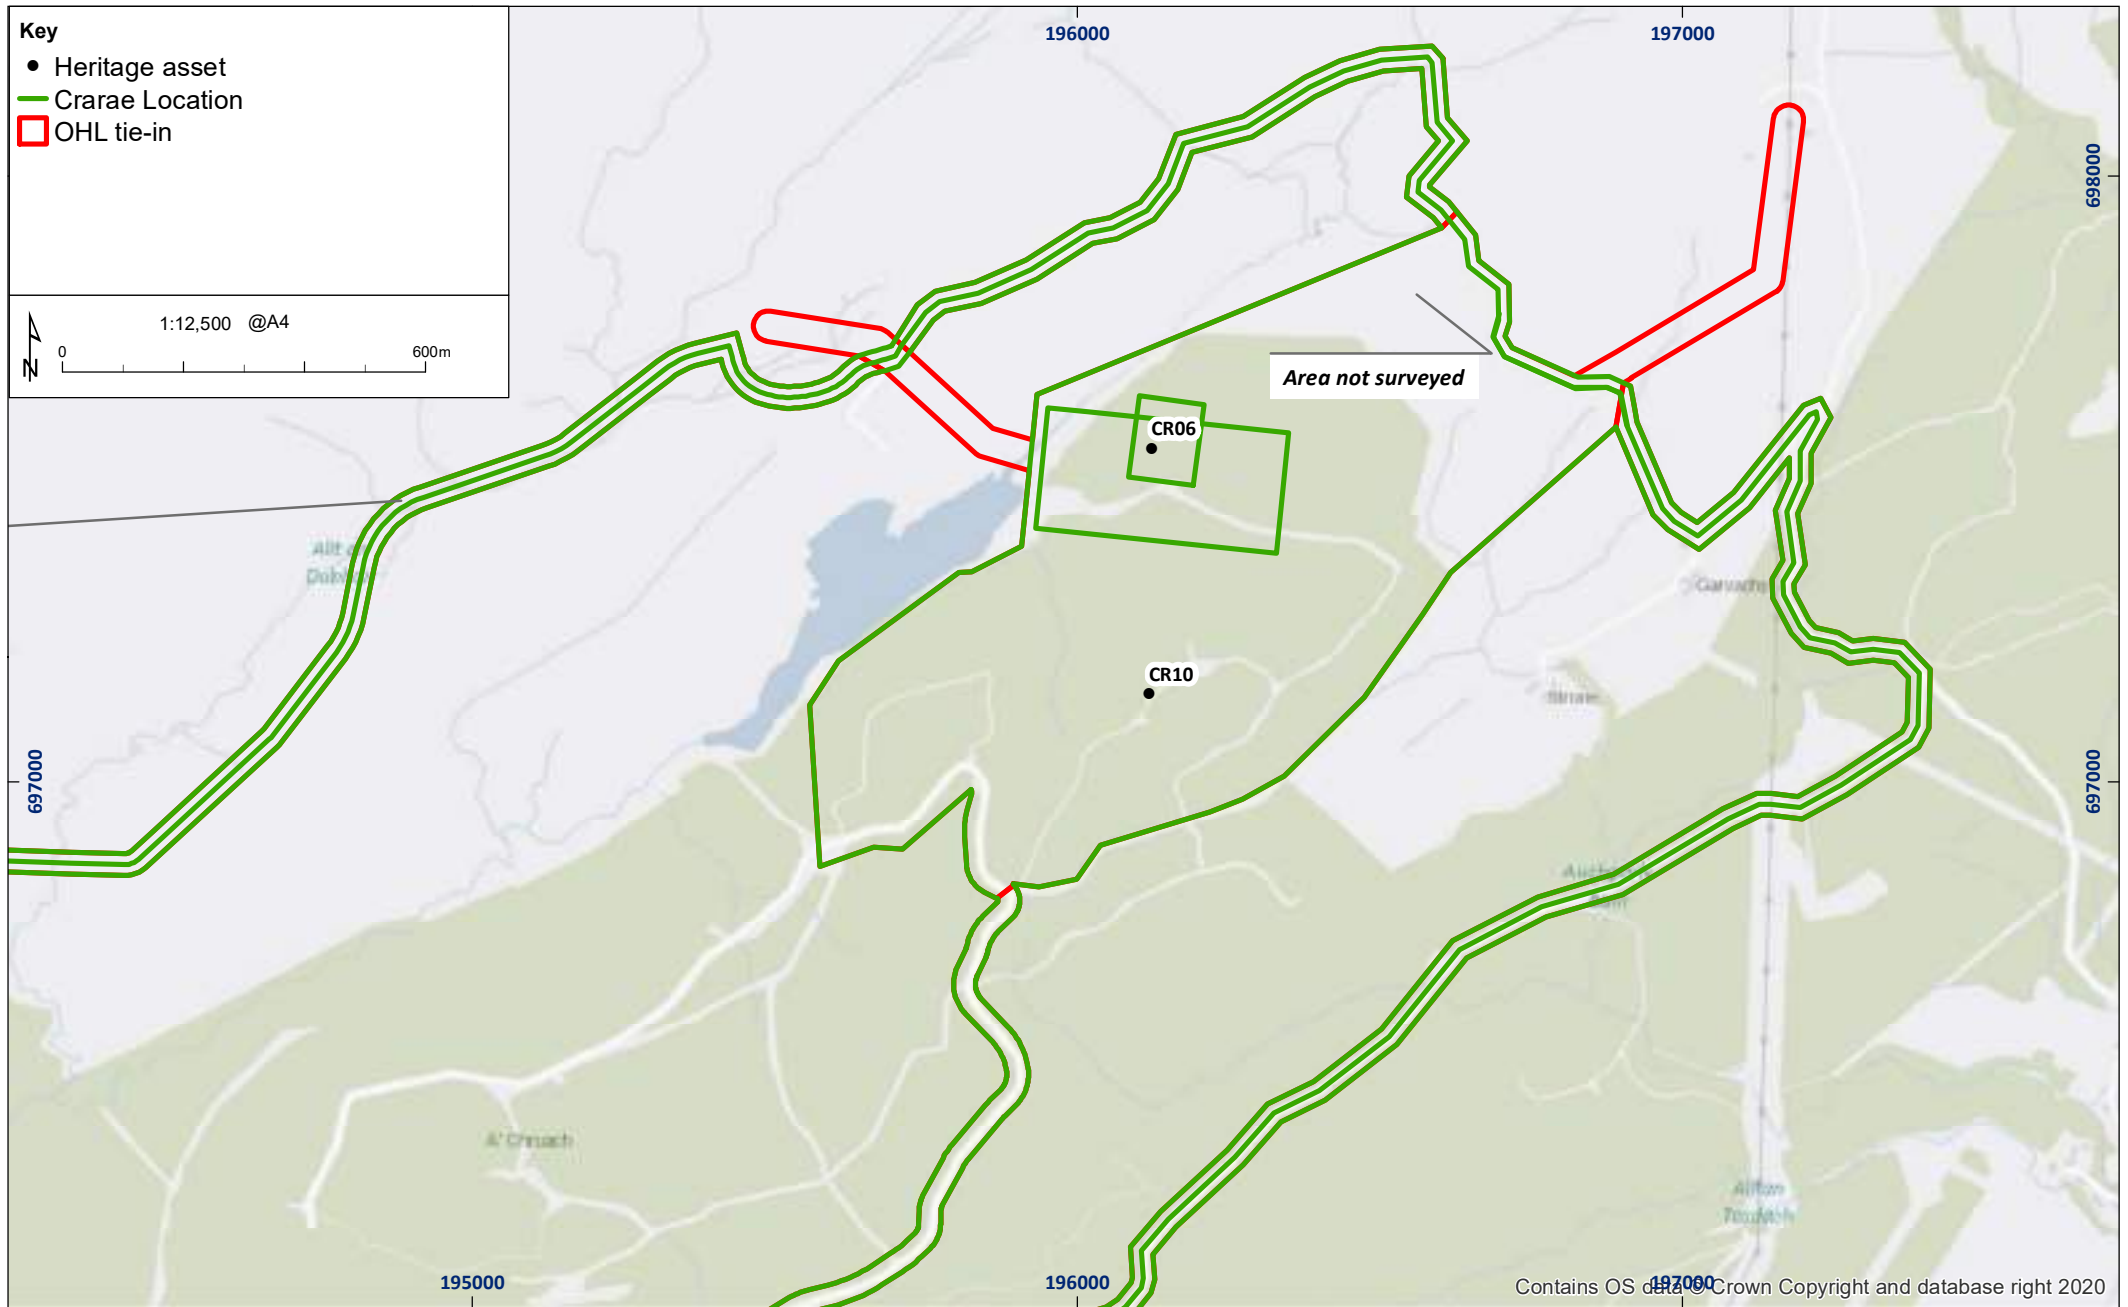 Key
Heritage asset
Crarae Location
OHL tie-in
1:12,500 @A4
0 600m
N
196000
197000
698000
Area not surveyed
CR06
CR10
697000
697000
A' Chruach
195000
196000
197000
Contains OS data © Crown Copyright and database right 2020